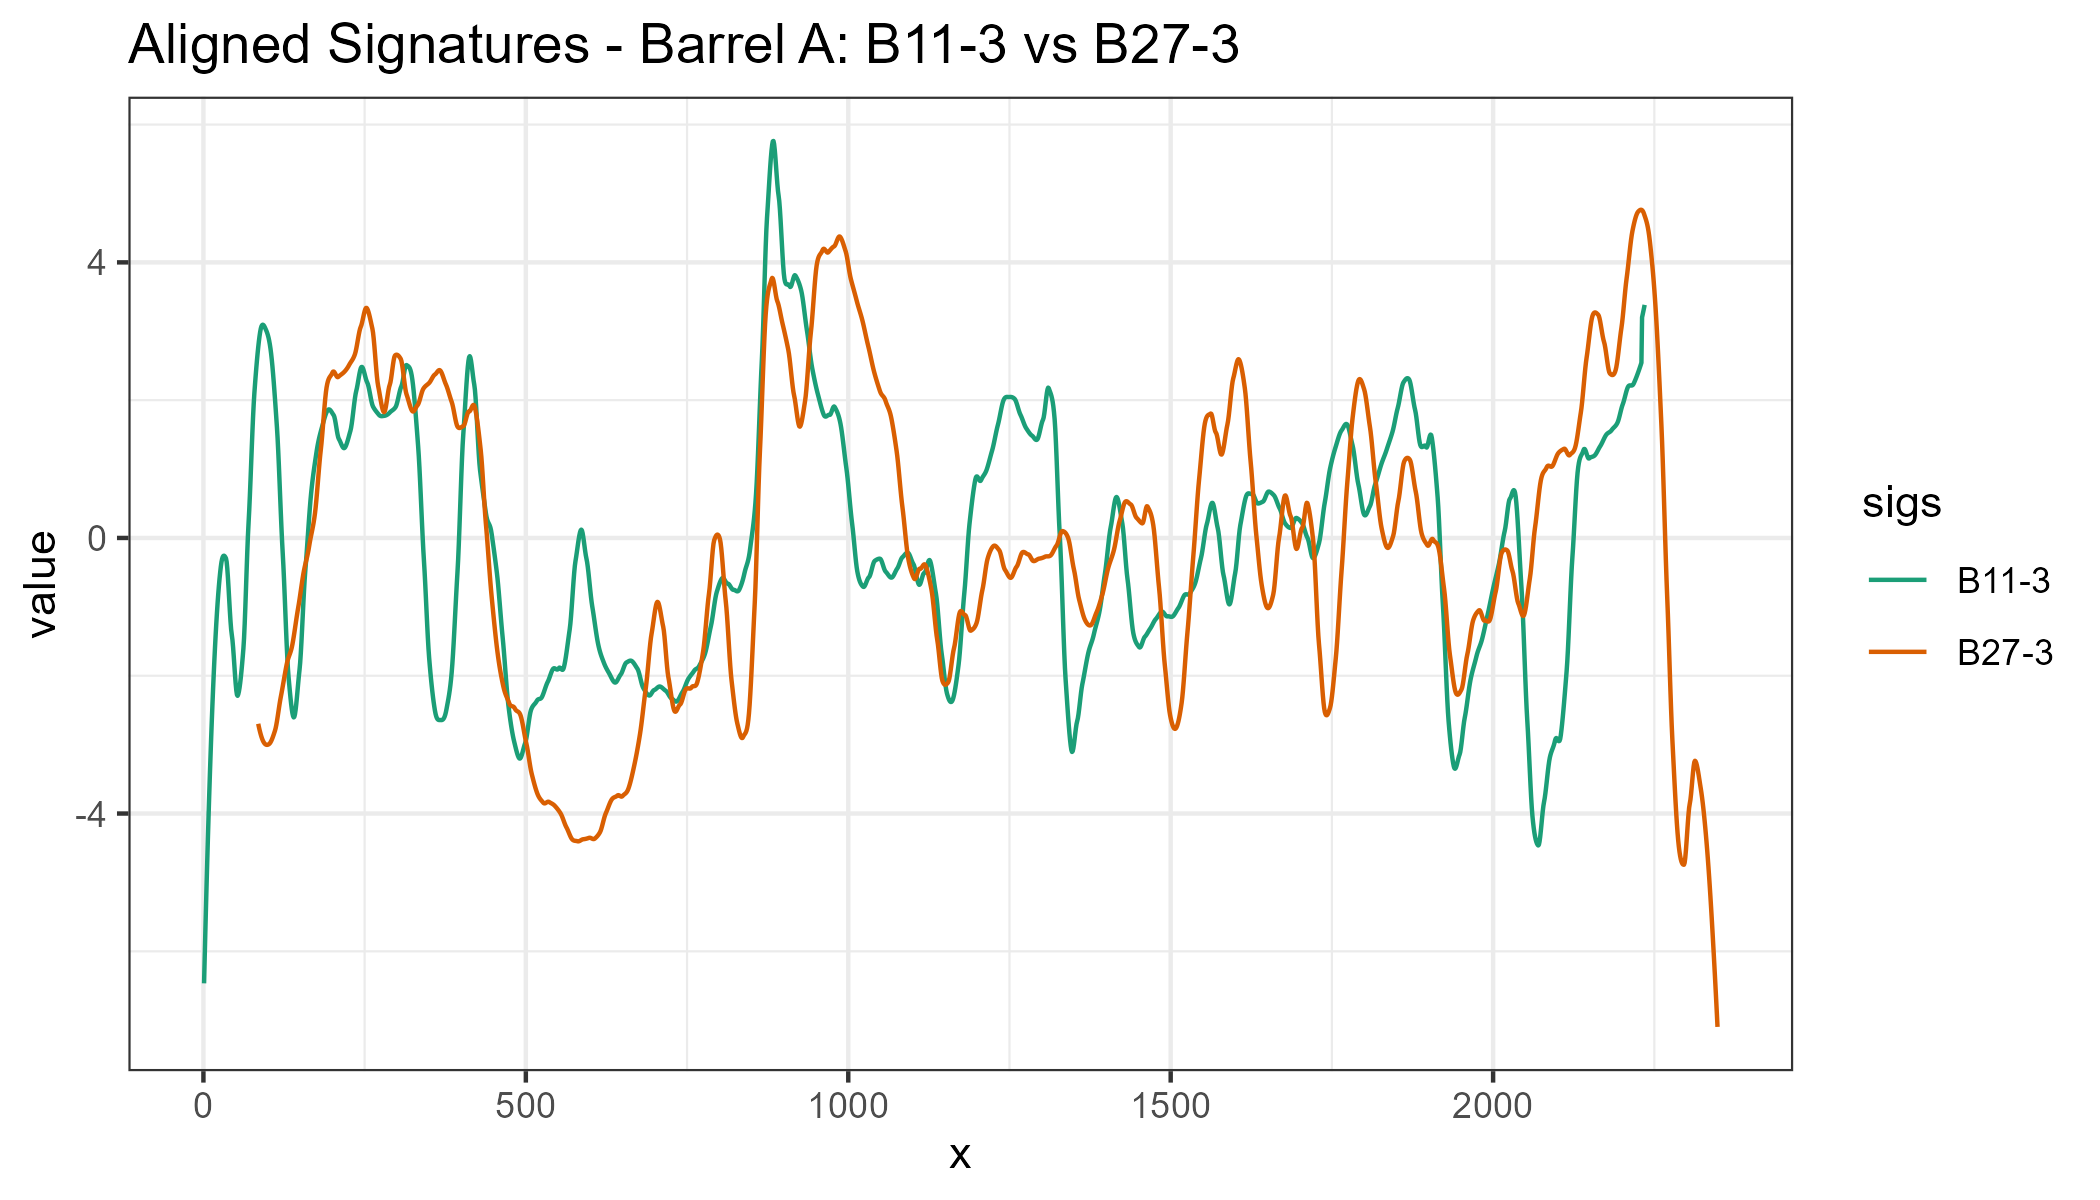 Aligned Signatures - Barrel A: B11-3 vs B27-3
value
4
0
-4
0 500 1000 1500 2000
x
sigs
B11-3
B27-3